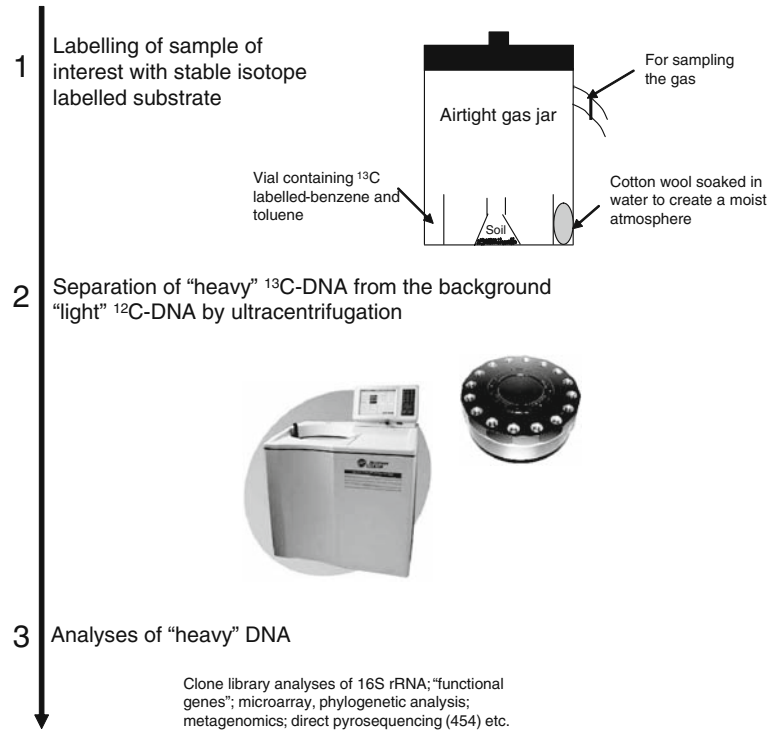 1
Labelling of sample of
interest with stable isotope
labelled substrate
For sampling
the gas
Airtight gas jar
Vial containing ¹³C
labelled-benzene and
toluene
Soil
Cotton wool soaked in
water to create a moist
atmosphere
2
Separation of “heavy” ¹³C-DNA from the background
“light” ¹²C-DNA by ultracentrifugation
3
Analyses of “heavy” DNA
Clone library analyses of 16S rRNA; “functional
genes”; microarray, phylogenetic analysis;
metagenomics; direct pyrosequencing (454) etc.